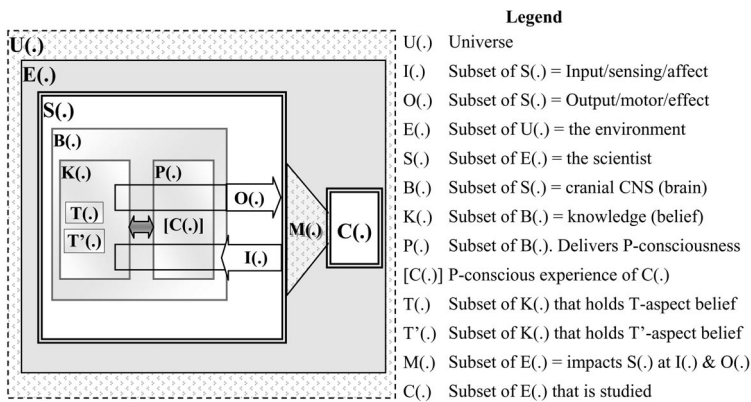 U(.)
E(.)
S(.)
B(.)
K(.)
P(.)
T(.)
T’(.)
[C(.)]
O(.)
I(.)
M(.)
C(.)
Legend
U(.) Universe
I(.) Subset of S(.) = Input/sensing/affect
O(.) Subset of S(.) = Output/motor/effect
E(.) Subset of U(.) = the environment
S(.) Subset of E(.) = the scientist
B(.) Subset of S(.) = cranial CNS (brain)
K(.) Subset of B(.) = knowledge (belief)
P(.) Subset of B(.). Delivers P-consciousness
[C(.)] P-conscious experience of C(.)
T(.) Subset of K(.) that holds T-aspect belief
T’(.) Subset of K(.) that holds T’-aspect belief
M(.) Subset of E(.) = impacts S(.) at I(.) & O(.)
C(.) Subset of E(.) that is studied